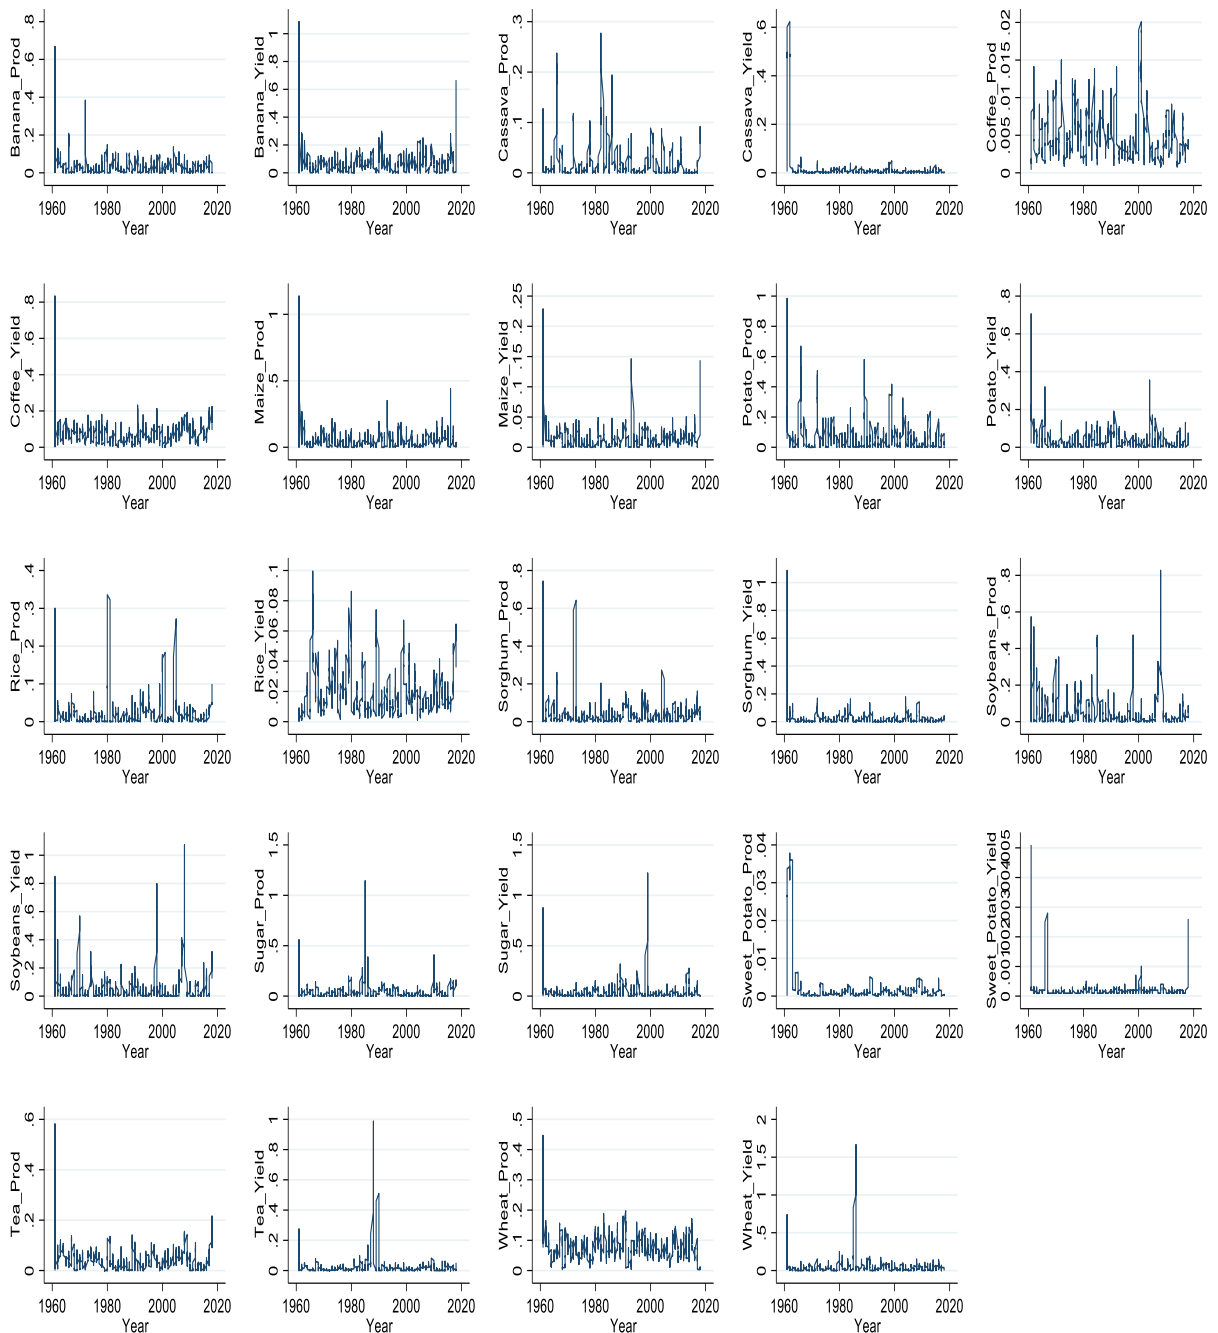 Banana_Prod
0 .2 .4 .6 .8
1960 1980 2000 2020
Year
Banana_Yield
0 .2 .4 .6 .8 1
1960 1980 2000 2020
Year
Cassava_Prod
0 .1 .2 .3
1960 1980 2000 2020
Year
Cassava_Yield
0 .2 .4 .6
1960 1980 2000 2020
Year
Coffee_Prod
0 .005 .01 .015 .02
1960 1980 2000 2020
Year
Coffee_Yield
0 .2 .4 .6 .8
1960 1980 2000 2020
Year
Maize_Prod
0 .5 1
1960 1980 2000 2020
Year
Maize_Yield
0 .05 .1 .15 .2 .25
1960 1980 2000 2020
Year
Potato_Prod
0 .2 .4 .6 .8 1
1960 1980 2000 2020
Year
Potato_Yield
0 .2 .4 .6 .8
1960 1980 2000 2020
Year
Rice_Prod
0 .1 .2 .3 .4
1960 1980 2000 2020
Year
Rice_Yield
0 .02 .04 .06 .08 .1
1960 1980 2000 2020
Year
Sorghum_Prod
0 .2 .4 .6 .8
1960 1980 2000 2020
Year
Sorghum_Yield
0 .2 .4 .6 .8 1
1960 1980 2000 2020
Year
Soybeans_Prod
0 .2 .4 .6 .8
1960 1980 2000 2020
Year
Soybeans_Yield
0 .2 .4 .6 .8 1
1960 1980 2000 2020
Year
Sugar_Prod
0 .5 1 1.5
1960 1980 2000 2020
Year
Sugar_Yield
0 .5 1 1.5
1960 1980 2000 2020
Year
Sweet_Potato_Prod
0 .01 .02 .03 .04
1960 1980 2000 2020
Year
Sweet_Potato_Yield
0 .001 .002 .003 .004 .005
1960 1980 2000 2020
Year
Tea_Prod
0 .2 .4 .6
1960 1980 2000 2020
Year
Tea_Yield
0 .2 .4 .6 .8 1
1960 1980 2000 2020
Year
Wheat_Prod
0 .1 .2 .3 .4 .5
1960 1980 2000 2020
Year
Wheat_Yield
0 .5 1 1.5 2
1960 1980 2000 2020
Year